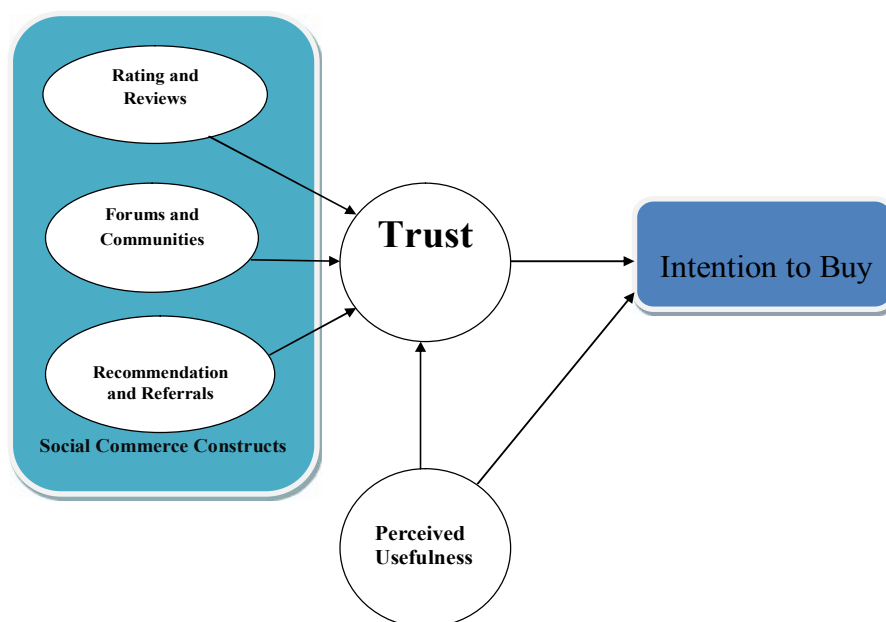 Rating and
Reviews
Forums and
Communities
Recommendation
and Referrals
Social Commerce Constructs
Trust
Perceived
Usefulness
Intention to Buy